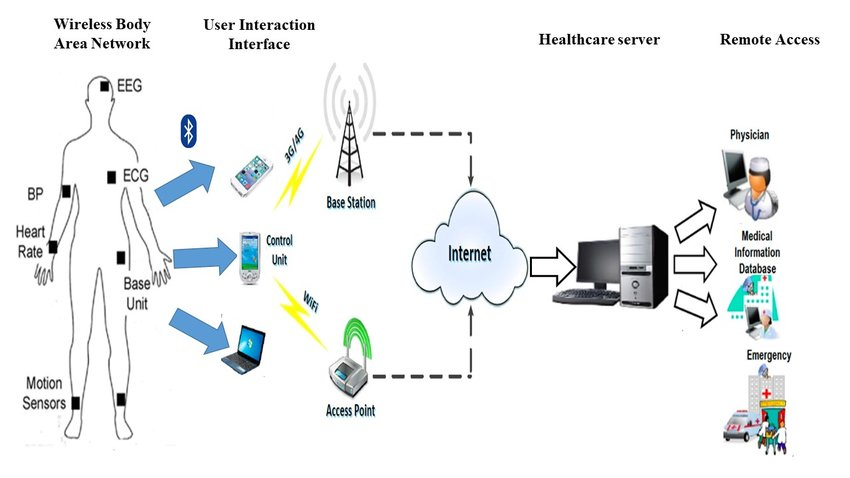 Wireless Body
Area Network
User Interaction
Interface
Healthcare server
Remote Access
EEG
ECG
BP
Heart
Rate
Base
Unit
Motion
Sensors
Control
Unit
3G/4G
WiFi
Base Station
Access Point
Internet
Physician
Medical
Information
Database
Emergency